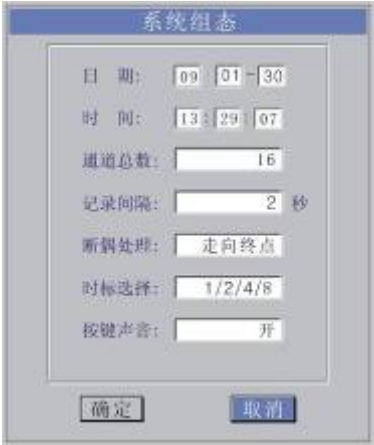 系统组态
日 期: 09 01-30
时 间: 13:29:07
通道总数: 16
记录间隔: 2 秒
断偶处理: 走向终点
时标选择: 1/2/4/8
按键声音: 开
确定 取消